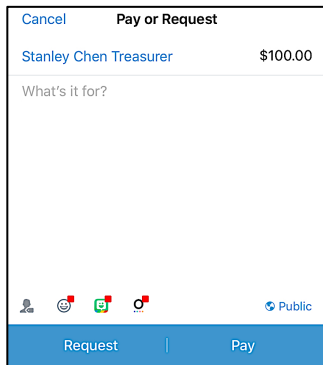 Cancel Pay or Request
Stanley Chen Treasurer $100.00
What's it for?
Public
Request | Pay